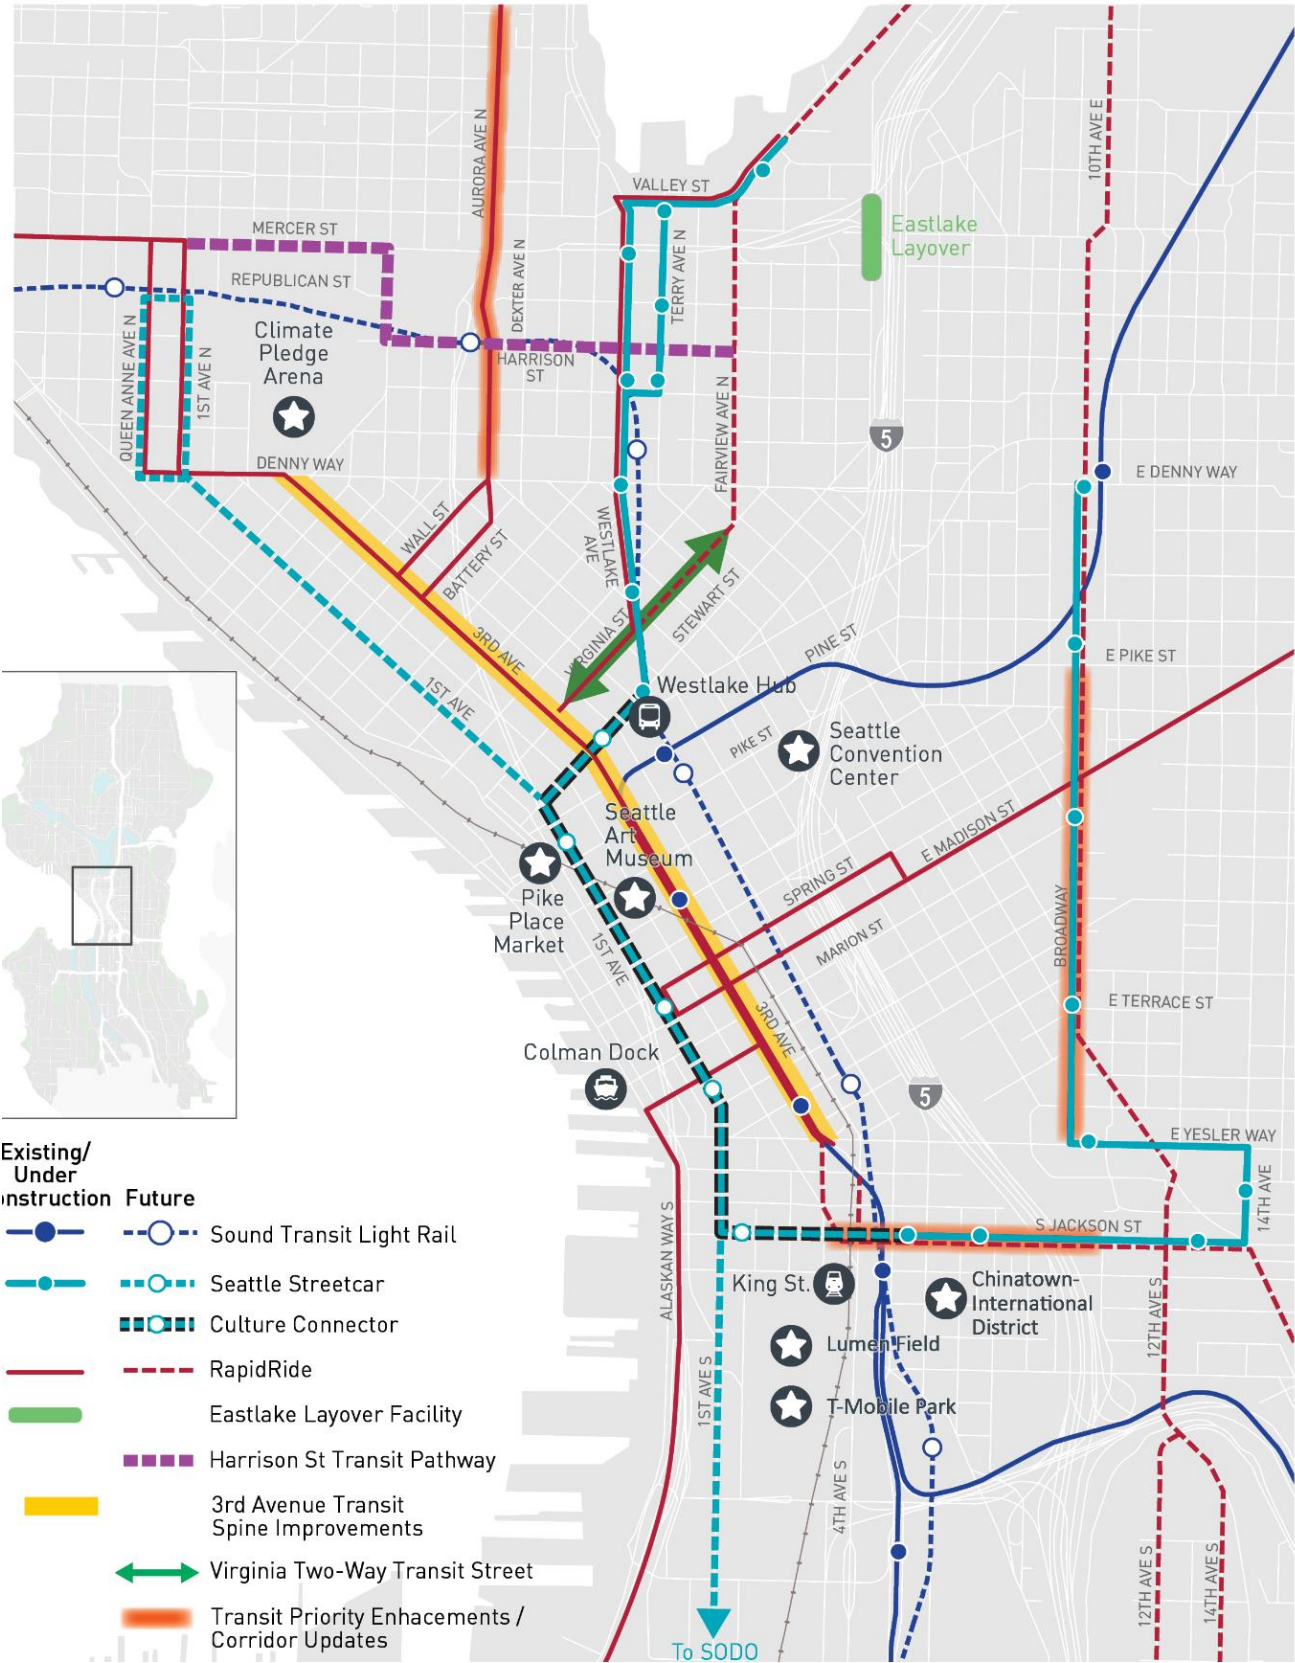 AURORA AVE N
10TH AVE E
VALLEY ST
MERCER ST
Eastlake
Layover
REPUBLICAN ST
DEXTER AVE N
TERRY AVE N
Climate
Pledge
Arena
QUEEN ANNE AVE N
1ST AVE N
HARRISON
ST
FAIRVIEW AVE N
5
DENNY WAY
E DENNY WAY
WALL ST
BATTERY ST
WESTLAKE
AVE
VIRGINIA ST
STEWART ST
3RD AVE
PINE ST
E PIKE ST
1ST AVE
Westlake Hub
PIKE ST
Seattle
Convention
Center
Seattle
Art
Museum
E MADISON ST
SPRING ST
Pike
Place
Market
MARION ST
BROADWAY
1ST AVE
E TERRACE ST
3RD AVE
Colman Dock
5
E YESLER WAY
14TH AVE
S JACKSON ST
ALASKAN WAY S
King St.
Chinatown-
International
District
12TH AVE S
Lumen Field
1ST AVE S
T-Mobile Park
4TH AVE S
12TH AVE S
14TH AVE S
To SODO
Existing/
Under
onstruction Future
Sound Transit Light Rail
Seattle Streetcar
Culture Connector
RapidRide
Eastlake Layover Facility
Harrison St Transit Pathway
3rd Avenue Transit
Spine Improvements
Virginia Two-Way Transit Street
Transit Priority Enhacements /
Corridor Updates